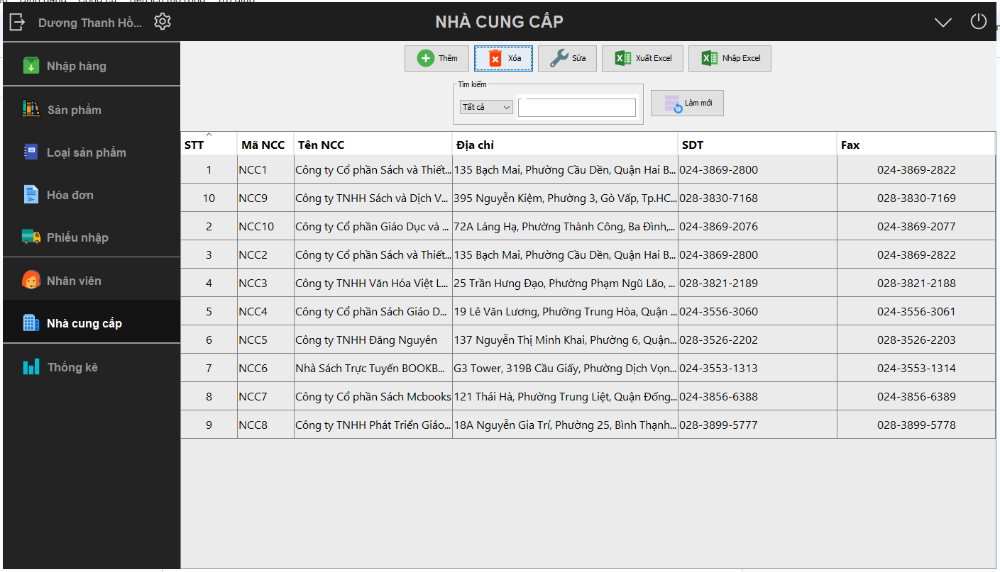 Dương Thanh Hồ...
NHÀ CUNG CẤP
Nhập hàng
Sản phẩm
Loại sản phẩm
Hóa đơn
Phiếu nhập
Nhân viên
Nhà cung cấp
Thống kê
Thêm Xóa Sửa Xuất Excel Nhập Excel
Tìm kiếm
Tất cả Làm mới
STT Mã NCC Tên NCC Địa chỉ SDT Fax
1 NCC1 Công ty Cổ phần Sách và Thiết... 135 Bạch Mai, Phường Cầu Dền, Quận Hai B... 024-3869-2800 024-3869-2822
10 NCC9 Công ty TNHH Sách và Dịch V... 395 Nguyễn Kiệm, Phường 3, Gò Vấp, Tp.HC... 028-3830-7168 028-3830-7169
2 NCC10 Công ty Cổ phần Giáo Dục và ... 72A Láng Hạ, Phường Thành Công, Ba Đình,... 024-3869-2076 024-3869-2077
3 NCC2 Công ty Cổ phần Sách và Thiết... 135 Bạch Mai, Phường Cầu Dền, Quận Hai B... 024-3869-2800 024-3869-2822
4 NCC3 Công ty TNHH Văn Hóa Việt L... 25 Trần Hưng Đạo, Phường Phạm Ngũ Lão, ... 028-3821-2189 028-3821-2188
5 NCC4 Công ty Cổ phần Sách Giáo D... 19 Lê Văn Lương, Phường Trung Hòa, Quận ... 024-3556-3060 024-3556-3061
6 NCC5 Công ty TNHH Đăng Nguyên 137 Nguyễn Thị Minh Khai, Phường 6, Quận... 028-3526-2202 028-3526-2203
7 NCC6 Nhà Sách Trực Tuyến BOOKB... G3 Tower, 319B Cầu Giấy, Phường Dịch Vọn... 024-3553-1313 024-3553-1314
8 NCC7 Công ty Cổ phần Sách Mcbooks 121 Thái Hà, Phường Trung Liệt, Quận Đống... 024-3856-6388 024-3856-6389
9 NCC8 Công ty TNHH Phát Triển Giáo... 18A Nguyễn Gia Trí, Phường 25, Bình Thạnh... 028-3899-5777 028-3899-5778